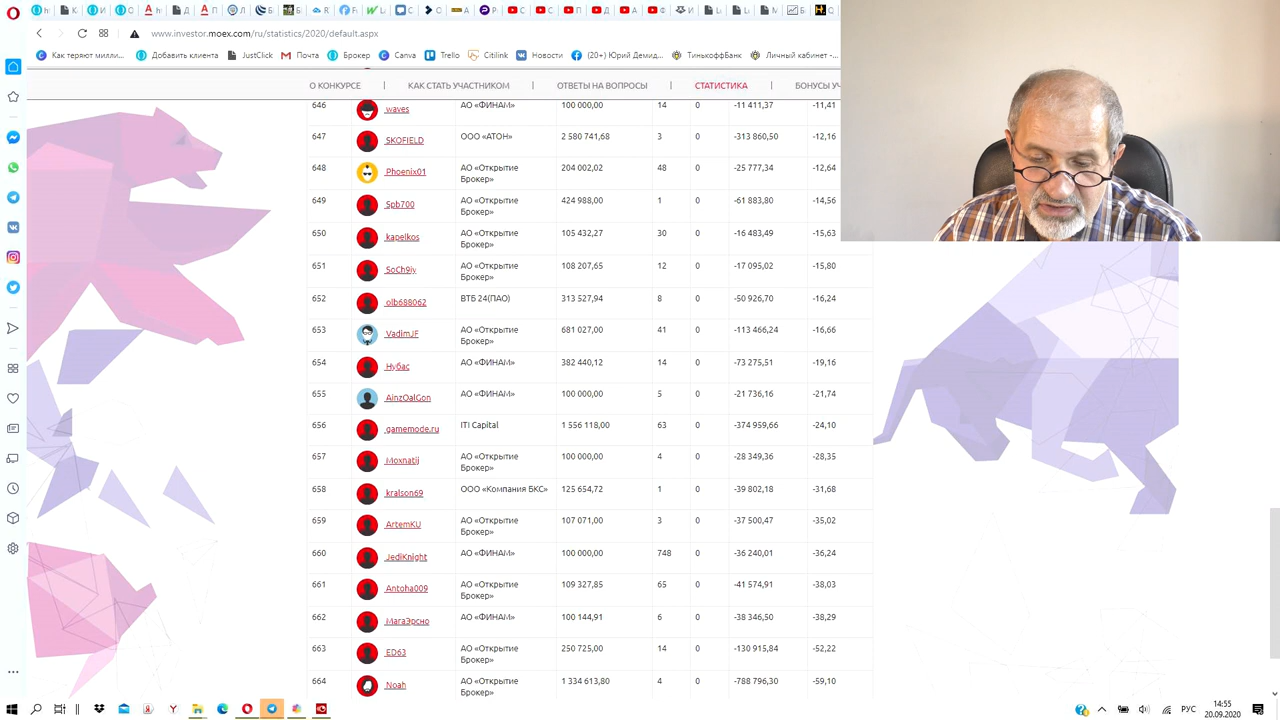 www.investor.moex.com/ru/statistics/2020/default.aspx
Как теряют милли...
Добавить клиента
JustClick
Почта
Брокер
Canva
Trello
Citilink
Новости
(20+) Юрий Демид...
ТинькоффБанк
Личный кабинет -...
О КОНКУРСЕ | КАК СТАТЬ УЧАСТНИКОМ | ОТВЕТЫ НА ВОПРОСЫ | СТАТИСТИКА | БОНУСЫ УЧ
646 waves АО «ФИНАМ» 100 000,00 14 0 -11 411,37 -11,41
647 SKOFIELD ООО «АТОН» 2 580 741,68 3 0 -313 860,50 -12,16
648 Phoenix01 АО «Открытие Брокер» 204 002,02 48 0 -25 777,34 -12,64
649 Spb700 АО «Открытие Брокер» 424 988,00 1 0 -61 883,80 -14,56
650 kapelkos АО «Открытие Брокер» 105 432,27 30 0 -16 483,49 -15,63
651 SoCh9iy АО «Открытие Брокер» 108 207,65 12 0 -17 095,02 -15,80
652 olb688062 ВТБ 24(ПАО) 313 527,94 8 0 -50 926,70 -16,24
653 VadimJF АО «Открытие Брокер» 681 027,00 41 0 -113 466,24 -16,66
654 Нубас АО «ФИНАМ» 382 440,12 14 0 -73 275,51 -19,16
655 AinzOalGon АО «ФИНАМ» 100 000,00 5 0 -21 736,16 -21,74
656 gamemode.ru ITI Capital 1 556 118,00 63 0 -374 959,66 -24,10
657 Moxnatij АО «Открытие Брокер» 100 000,00 4 0 -28 349,36 -28,35
658 kralson69 ООО «Компания БКС» 125 654,72 1 0 -39 802,18 -31,68
659 ArtemKU АО «Открытие Брокер» 107 071,00 3 0 -37 500,47 -35,02
660 JediKnight АО «ФИНАМ» 100 000,00 748 0 -36 240,01 -36,24
661 Antoha009 АО «Открытие Брокер» 109 327,85 65 0 -41 574,91 -38,03
662 МагаЭрсно АО «ФИНАМ» 100 144,91 6 0 -38 346,50 -38,29
663 ED63 АО «Открытие Брокер» 250 725,00 14 0 -130 915,84 -52,22
664 Noah АО «Открытие Брокер» 1 334 613,80 4 0 -788 796,30 -59,10
РУС
14:55
20.09.2020